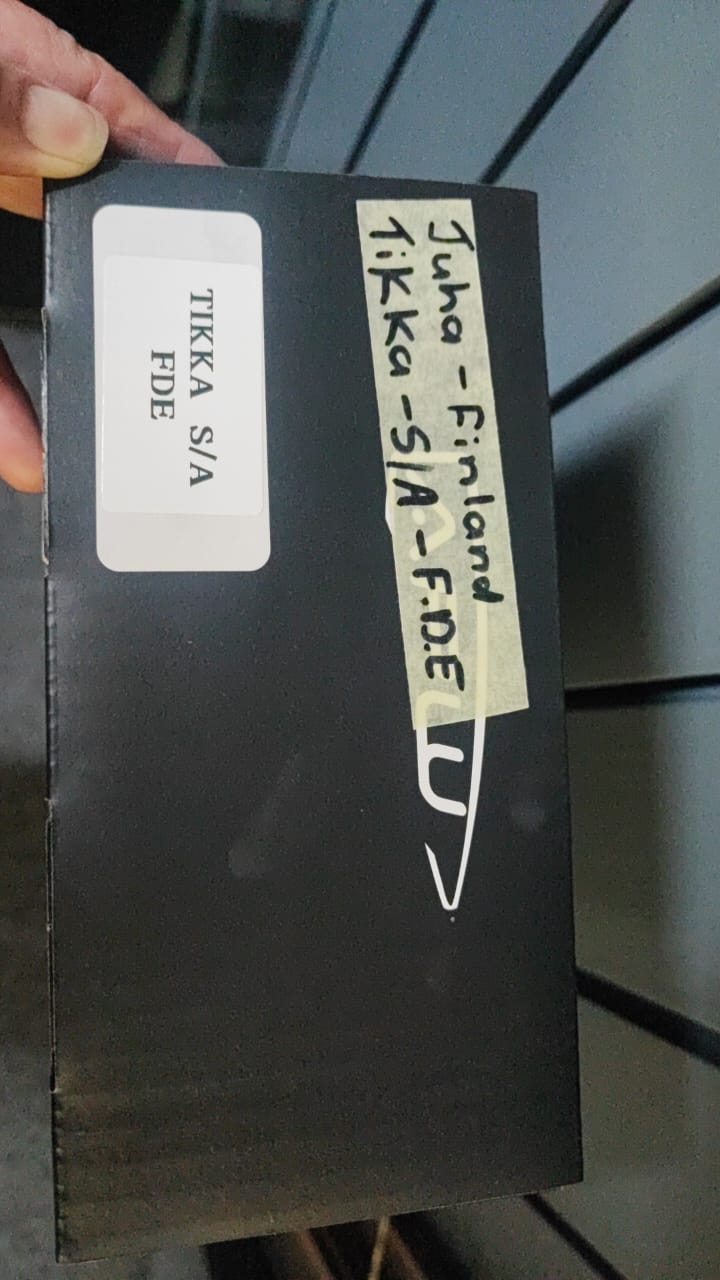 Juha - Finland
Tikka - S/A - F.D.E
TIKKA S/A
FDE